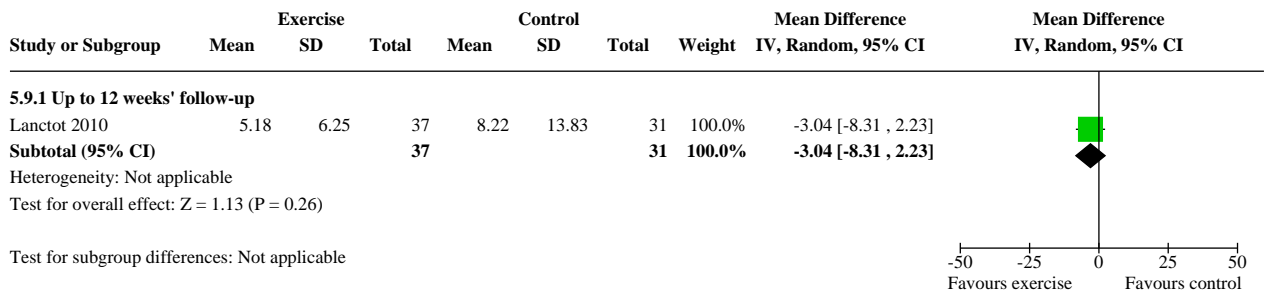 Exercise Control Mean Difference Mean Difference
Study or Subgroup Mean SD Total Mean SD Total Weight IV, Random, 95% CI IV, Random, 95% CI
5.9.1 Up to 12 weeks' follow-up
Lanctot 2010 5.18 6.25 37 8.22 13.83 31 100.0% -3.04 [-8.31 , 2.23]
Subtotal (95% CI) 37 31 100.0% -3.04 [-8.31 , 2.23]
Heterogeneity: Not applicable
Test for overall effect: Z = 1.13 (P = 0.26)
Test for subgroup differences: Not applicable
-50 -25 0 25 50
Favours exercise Favours control